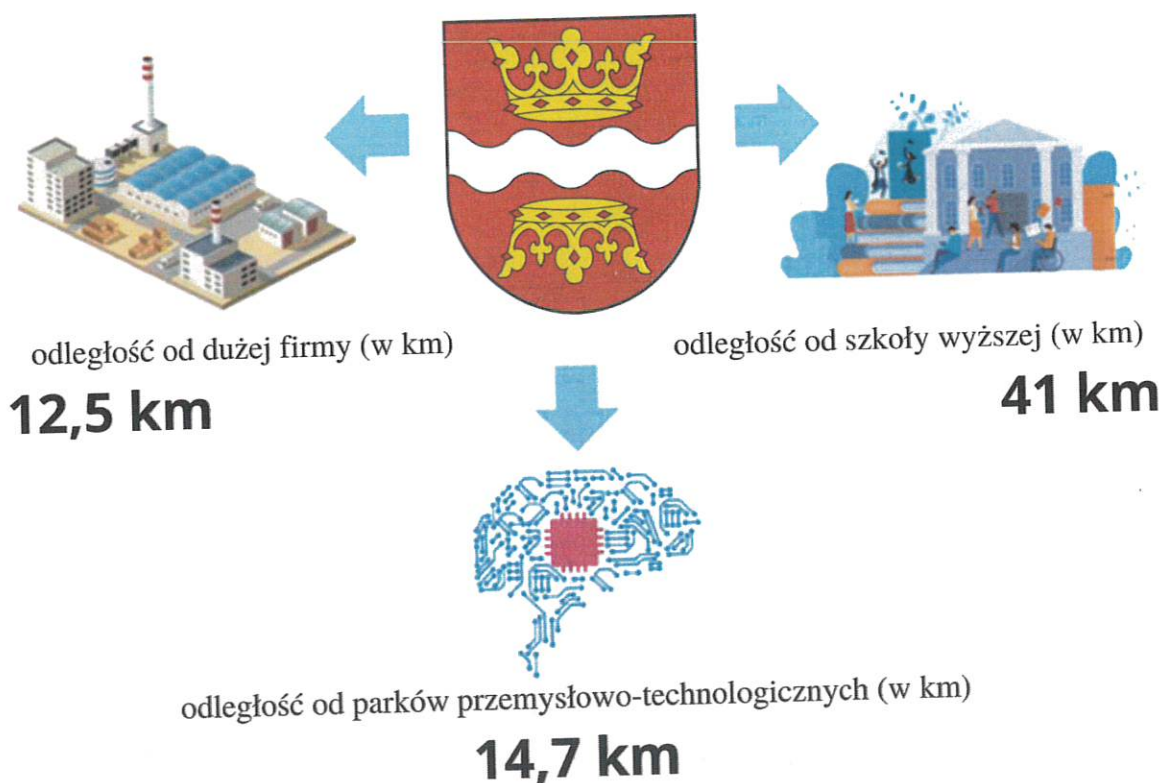 odległość od dużej firmy (w km)
12,5 km
odległość od szkoły wyższej (w km)
41 km
odległość od parków przemysłowo-technologicznych (w km)
14,7 km